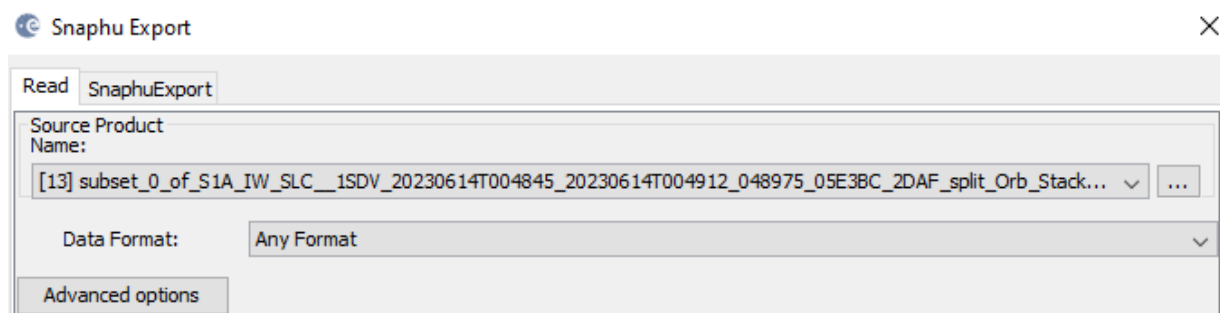 Snaphu Export
Read SnaphuExport
Source Product
Name:
[13] subset_0_of_S1A_IW_SLC__1SDV_20230614T004845_20230614T004912_048975_05E3BC_2DAF_split_Orb_Stack... ...
Data Format: Any Format
Advanced options